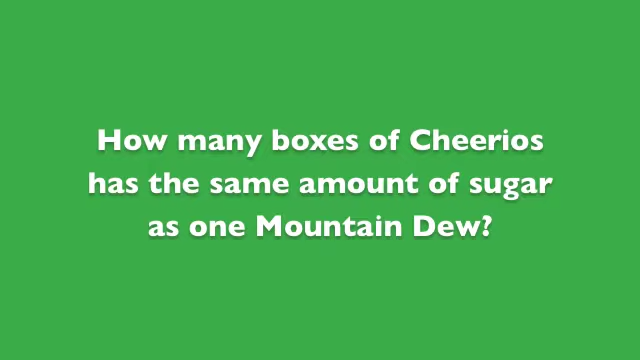 How many boxes of Cheerios
has the same amount of sugar
as one Mountain Dew?